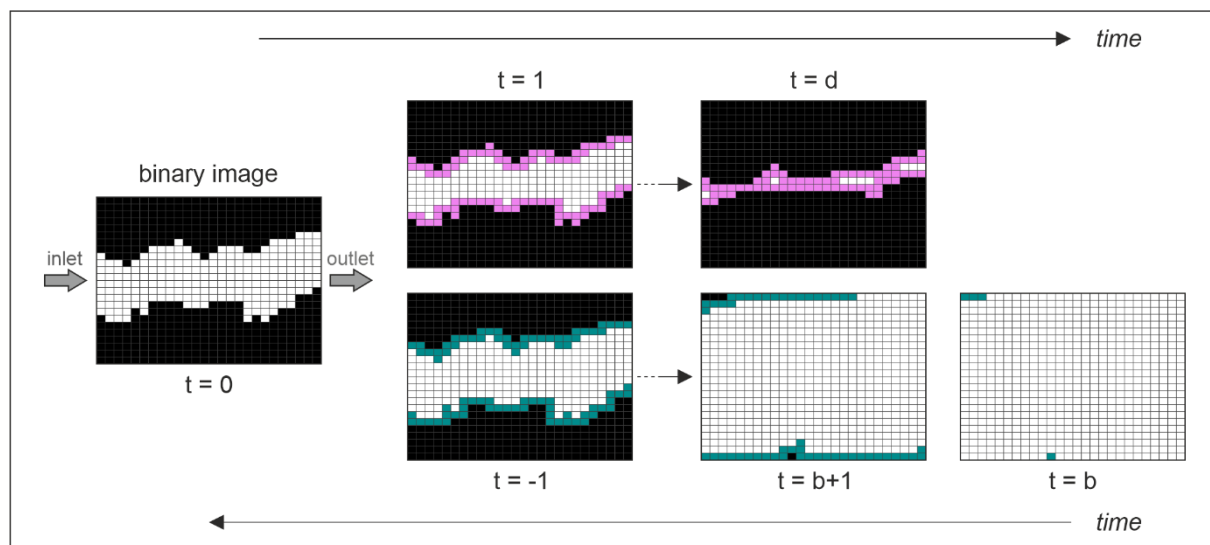 time
t = 1
t = d
binary image
inlet
outlet
t = 0
t = -1
t = b+1
t = b
time